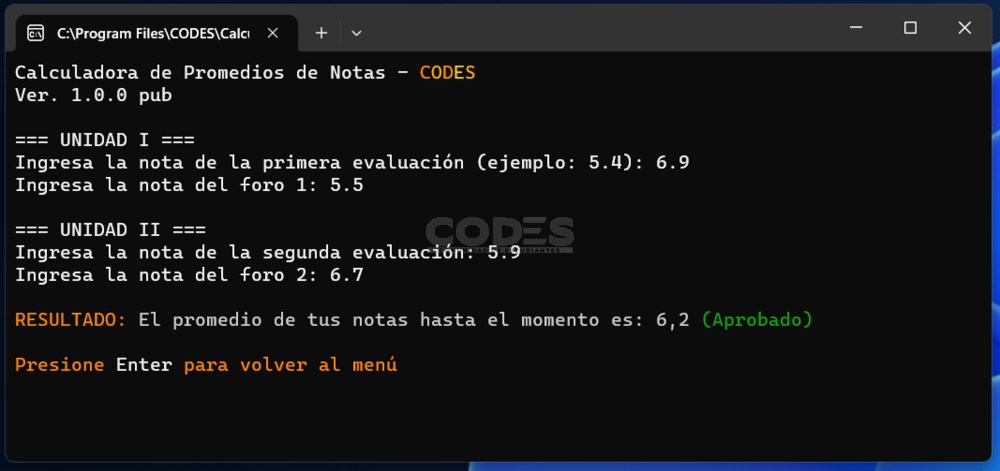 C:\Program Files\CODES\Calcu
Calculadora de Promedios de Notas - CODES
Ver. 1.0.0 pub
=== UNIDAD I ===
Ingresa la nota de la primera evaluación (ejemplo: 5.4): 6.9
Ingresa la nota del foro 1: 5.5
=== UNIDAD II ===
CODES
Ingresa la nota de la segunda evaluación: 5.9
Ingresa la nota del foro 2: 6.7
RESULTADO: El promedio de tus notas hasta el momento es: 6,2 (Aprobado)
Presione Enter para volver al menú